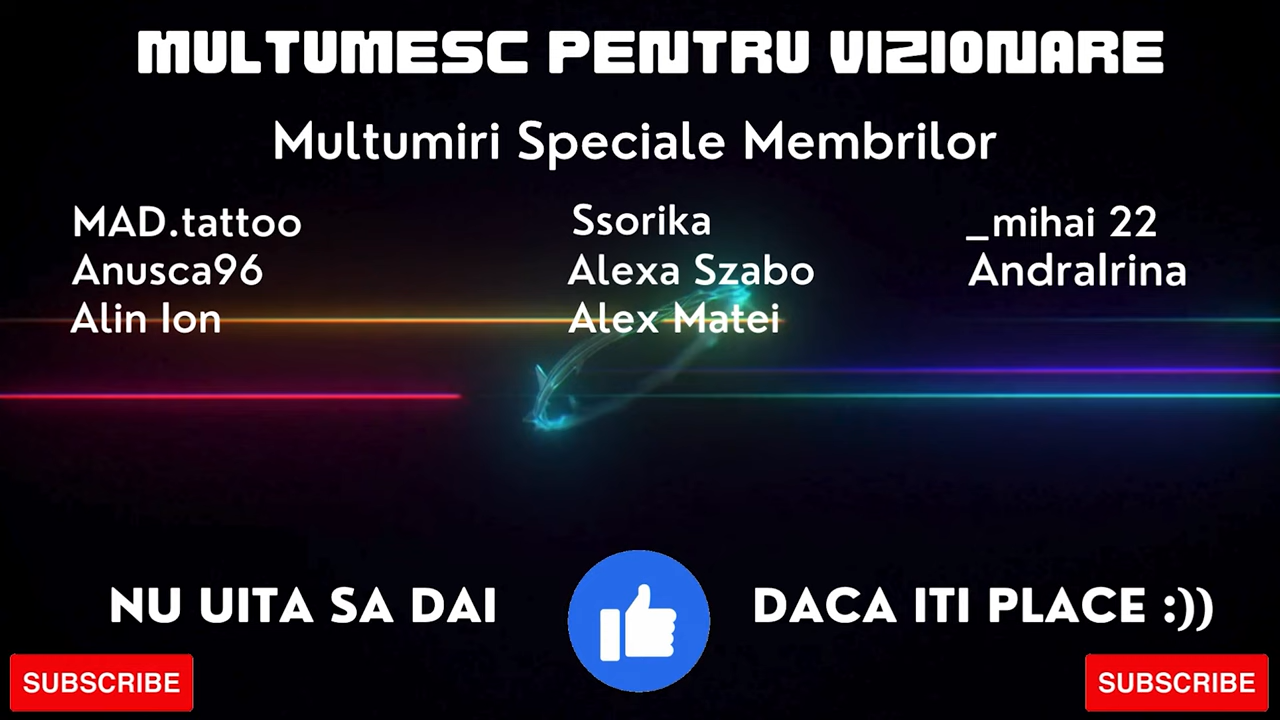 MULTUMESC PENTRU VIZIONARE
Multumiri Speciale Membrilor
MAD.tattoo
Anusca96
Alin Ion
Ssorika
Alexa Szabo
Alex Matei
_mihai 22
AndraIrina
NU UITA SA DAI
DACA ITI PLACE :))
SUBSCRIBE
SUBSCRIBE